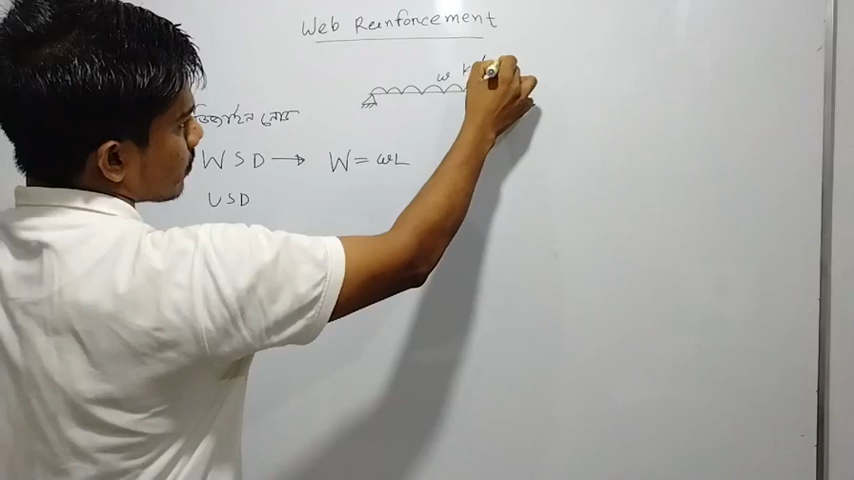 Web Reinforcement
w k/
লোড
WSD → W = wL
USD